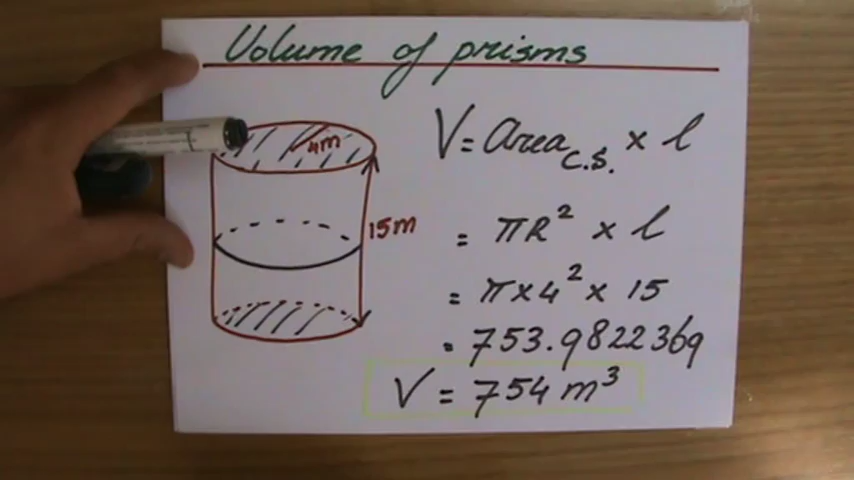 Volume of prisms
4m
15m
V = Area c.s. × l
= πR² × l
= π×4² × 15
= 753.9822369
V = 754 m³